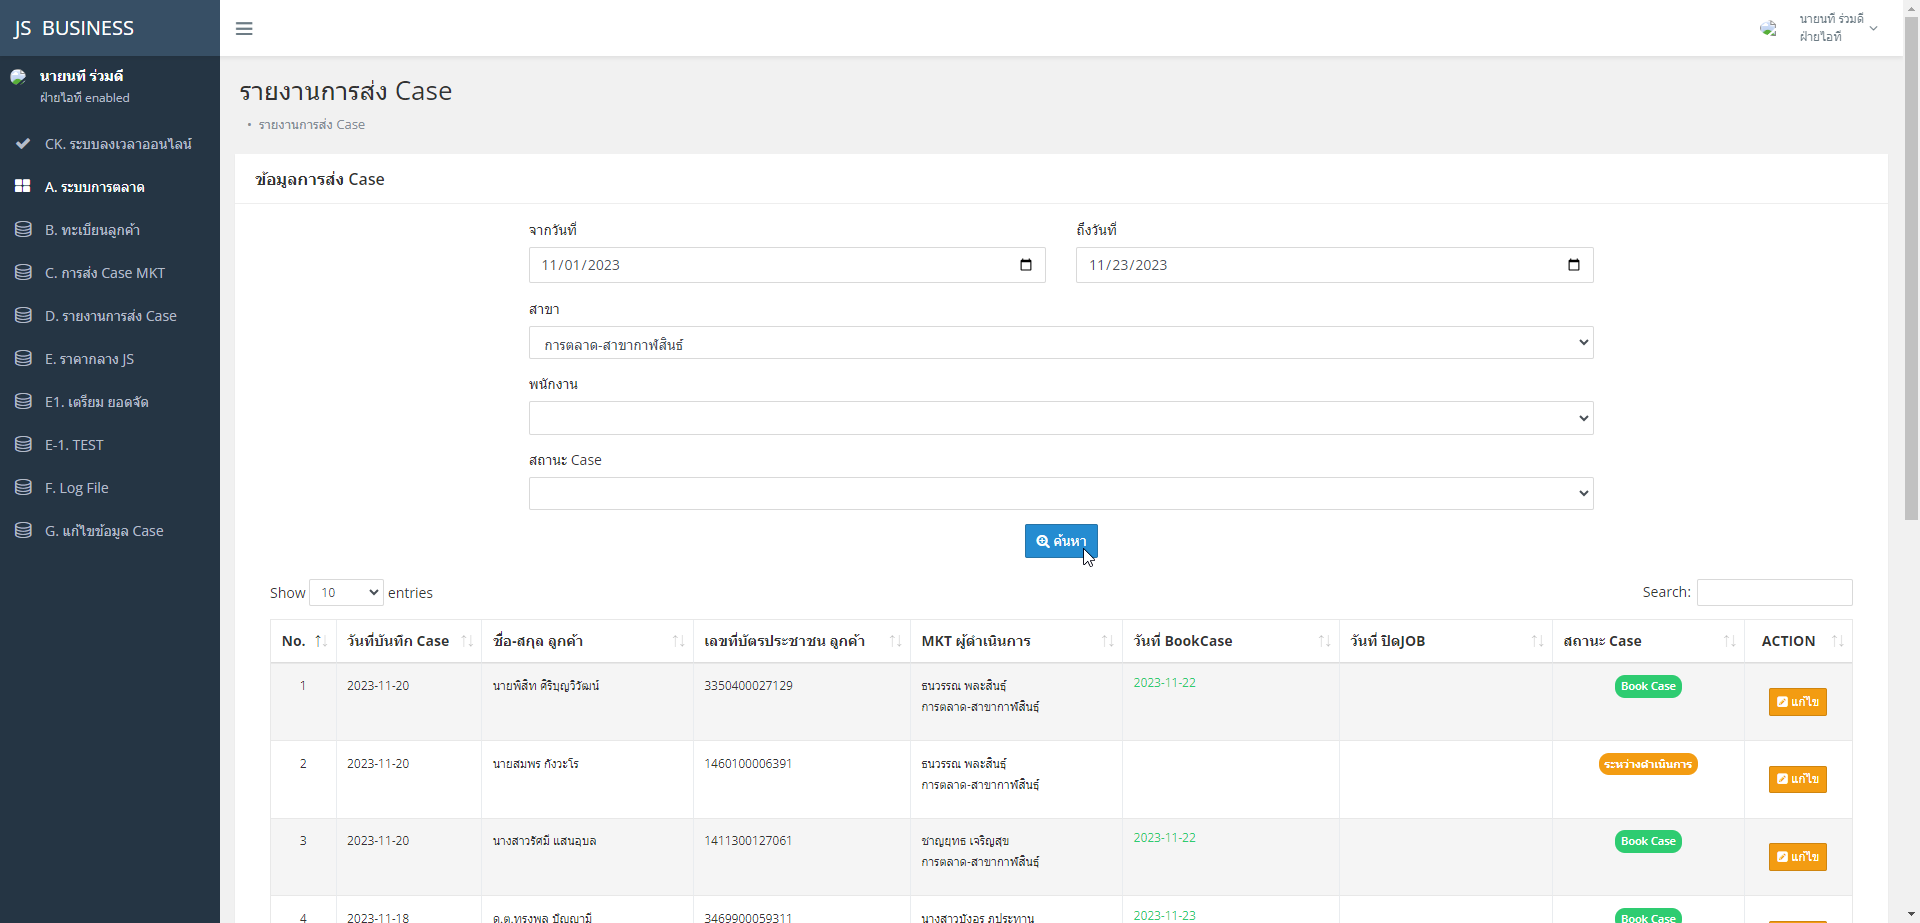 JS BUSINESS
นายนที ร่วมดี
ฝ่ายไอที
นายนที ร่วมดี
ฝ่ายไอที enabled
CK. ระบบลงเวลาออนไลน์
A. ระบบการตลาด
B. ทะเบียนลูกค้า
C. การส่ง Case MKT
D. รายงานการส่ง Case
E. ราคากลาง JS
E1. เตรียม ยอดจัด
E-1. TEST
F. Log File
G. แก้ไขข้อมูล Case
รายงานการส่ง Case
• รายงานการส่ง Case
ข้อมูลการส่ง Case
จากวันที่ ถึงวันที่
11/01/2023 11/23/2023
สาขา
การตลาด-สาขากาฬสินธุ์
พนักงาน
สถานะ Case
ค้นหา
Show 10 entries Search:
No. วันที่บันทึก Case ชื่อ-สกุล ลูกค้า เลขที่บัตรประชาชน ลูกค้า MKT ผู้ดำเนินการ วันที่ BookCase วันที่ ปิดJOB สถานะ Case ACTION
1 2023-11-20 นายพิสิท ศิริบุญวิวัฒน์ 3350400027129 ธนวรรณ พละสินธุ์ 2023-11-22 Book Case แก้ไข
การตลาด-สาขากาฬสินธุ์
2 2023-11-20 นายสมพร กังวะโร 1460100006391 ธนวรรณ พละสินธุ์ ระหว่างดำเนินการ แก้ไข
การตลาด-สาขากาฬสินธุ์
3 2023-11-20 นางสาวรัศมี แสนอุบล 1411300127061 ชาญยุทธ เจริญสุข 2023-11-22 Book Case แก้ไข
การตลาด-สาขากาฬสินธุ์
4 2023-11-18 ด.ต.ทรงพล ปัญญามี 3469900059311 นางสาวบังอร ภูประทาน 2023-11-23 Book Case